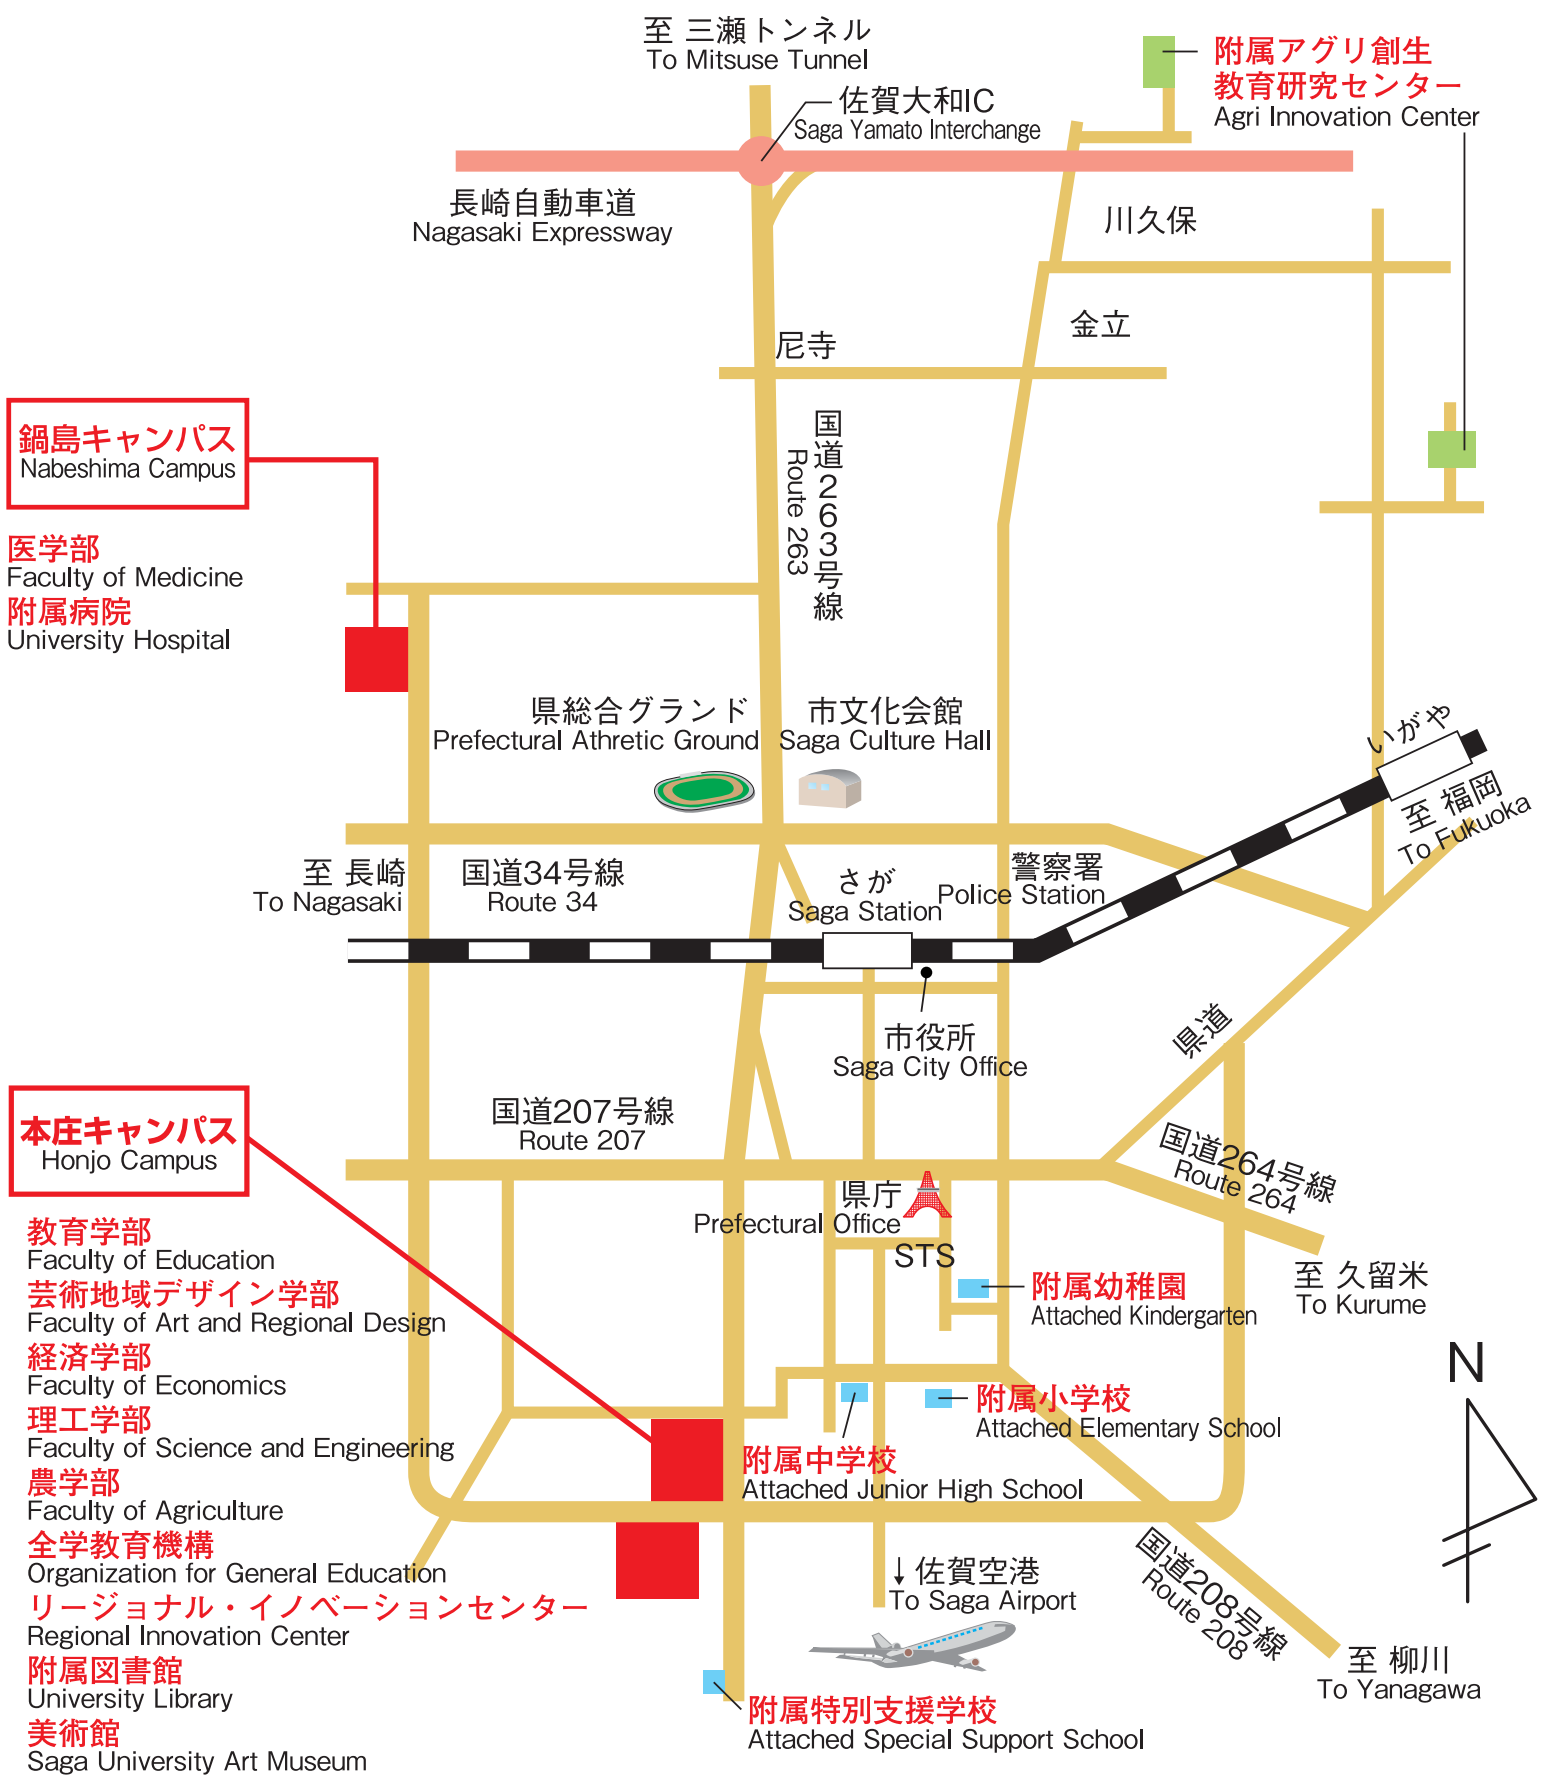 至 三瀬トンネル
To Mitsuse Tunnel
附属アグリ創生
教育研究センター
Agri Innovation Center
佐賀大和IC
Saga Yamato Interchange
長崎自動車道
Nagasaki Expressway
川久保
金立
尼寺
国道263号線
Route 263
鍋島キャンパス
Nabeshima Campus
医学部
Faculty of Medicine
附属病院
University Hospital
県総合グランド
Prefectural Athretic Ground
市文化会館
Saga Culture Hall
いがや
至 福岡
To Fukuoka
至 長崎
To Nagasaki
国道34号線
Route 34
さが
Saga Station
警察署
Police Station
市役所
Saga City Office
県道
国道207号線
Route 207
国道264号線
Route 264
至 久留米
To Kurume
県庁
Prefectural Office
STS
附属幼稚園
Attached Kindergarten
本庄キャンパス
Honjo Campus
教育学部
Faculty of Education
芸術地域デザイン学部
Faculty of Art and Regional Design
経済学部
Faculty of Economics
理工学部
Faculty of Science and Engineering
農学部
Faculty of Agriculture
全学教育機構
Organization for General Education
リージョナル・イノベーションセンター
Regional Innovation Center
附属図書館
University Library
美術館
Saga University Art Museum
附属小学校
Attached Elementary School
附属中学校
Attached Junior High School
N
↓佐賀空港
To Saga Airport
国道208号線
Route 208
至 柳川
To Yanagawa
附属特別支援学校
Attached Special Support School